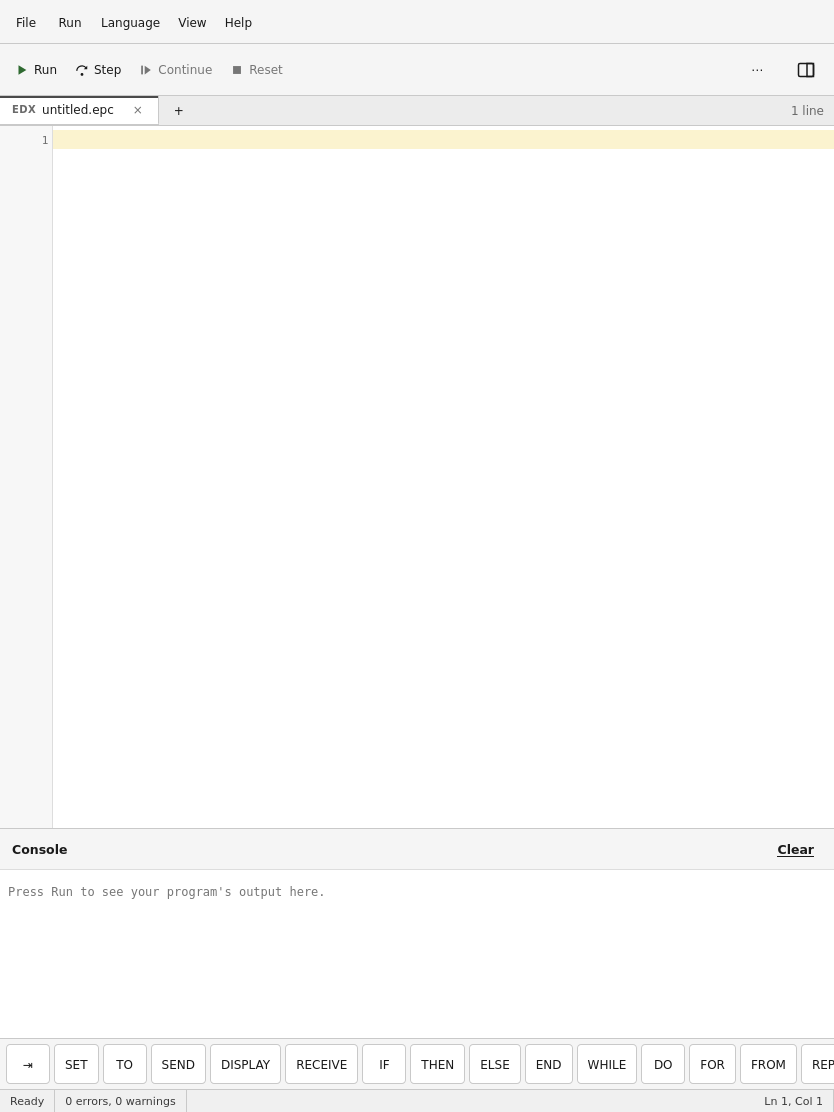 File Run Language View Help
Run Step Continue Reset ...
EDX untitled.epc × + 1 line
1
Console Clear
Press Run to see your program's output here.
⇥ SET TO SEND DISPLAY RECEIVE IF THEN ELSE END WHILE DO FOR FROM REP
Ready 0 errors, 0 warnings Ln 1, Col 1